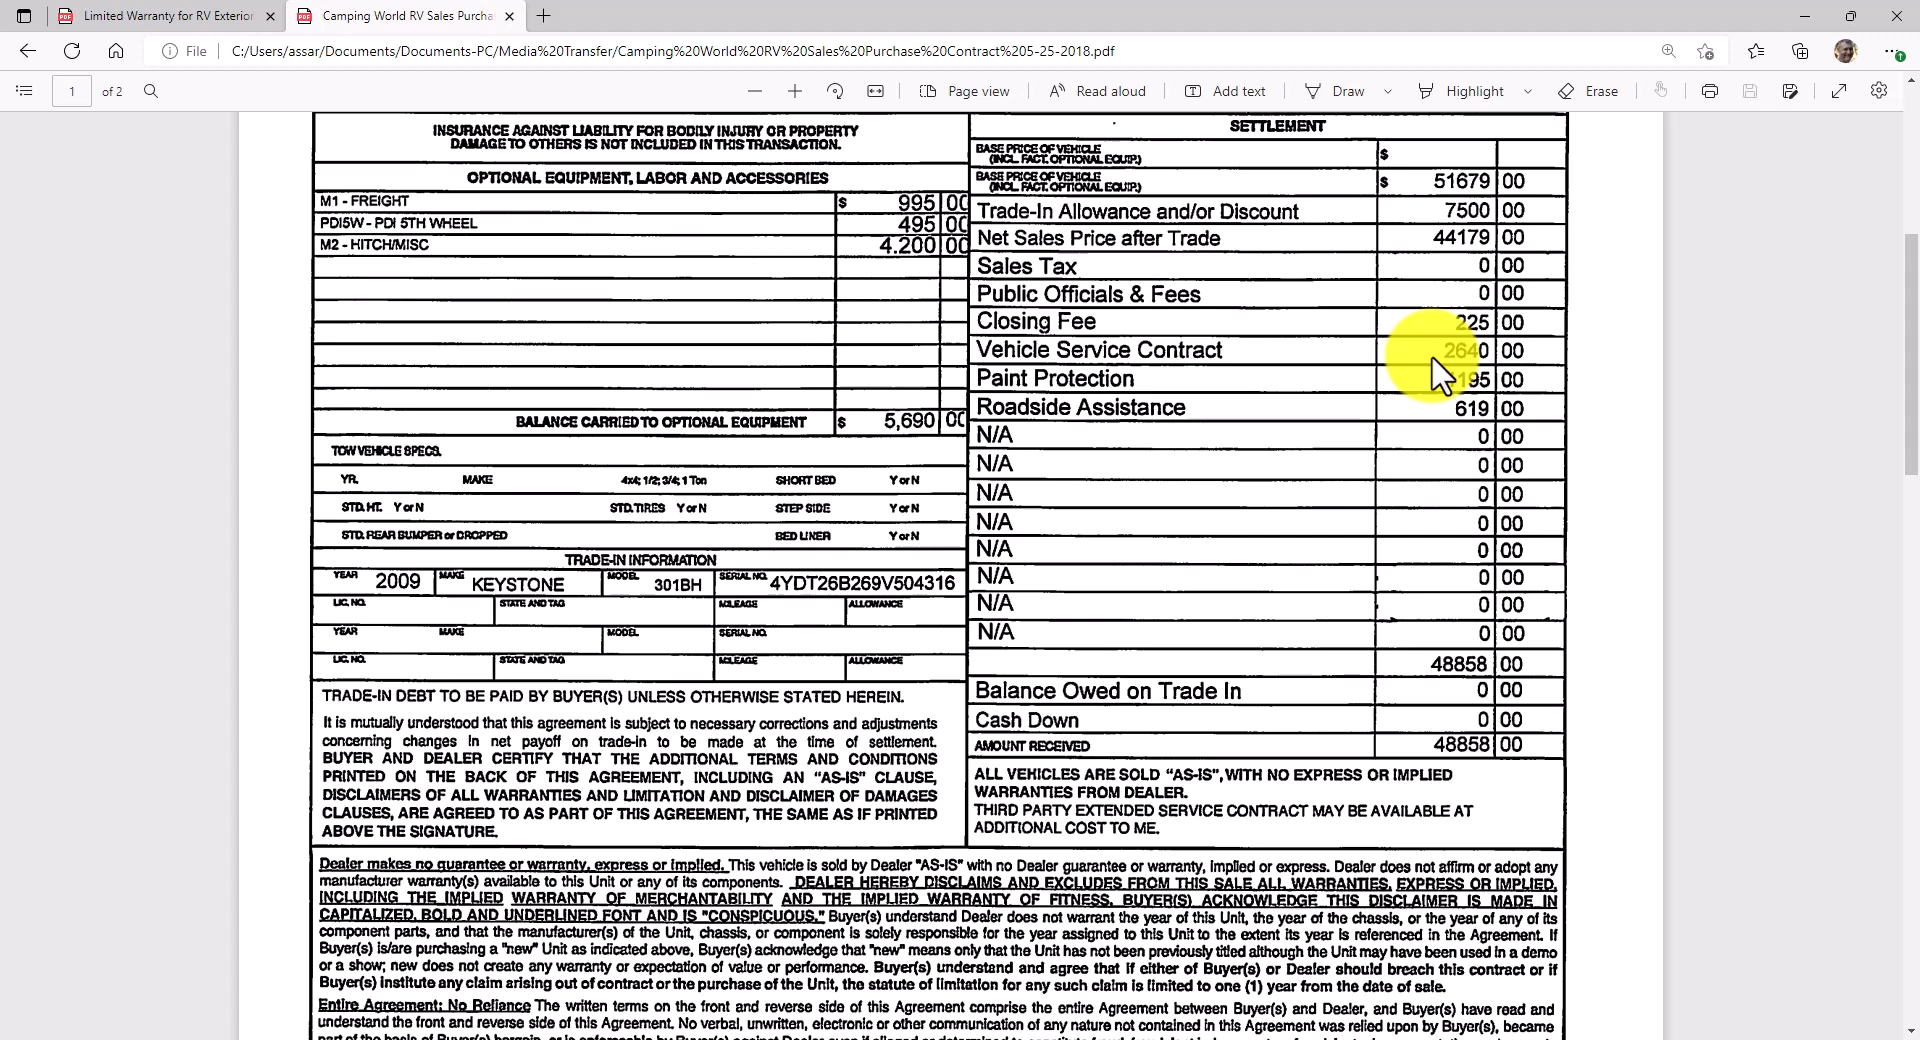 Limited Warranty for RV Exterior
Camping World RV Sales Purcha
File
C:/Users/assar/Documents/Documents-PC/Media%20Transfer/Camping%20World%20RV%20Sales%20Purchase%20Contract%205-25-2018.pdf
1 of 2
Page view
Read aloud
Add text
Draw
Highlight
Erase
INSURANCE AGAINST LIABILITY FOR BODILY INJURY OR PROPERTY
DAMAGE TO OTHERS IS NOT INCLUDED IN THIS TRANSACTION.
OPTIONAL EQUIPMENT, LABOR AND ACCESSORIES
M1 - FREIGHT $ 995 00
PDI5W - PDI 5TH WHEEL 495 00
M2 - HITCH/MISC 4.200 00
BALANCE CARRIED TO OPTIONAL EQUIPMENT $ 5,690 00
TOW VEHICLE SPECS.
YR. MAKE 4x4; 1/2; 3/4; 1 Ton SHORT BED Y or N
STD. HT. Y or N STD. TIRES Y or N STEP SIDE Y or N
STD. REAR BUMPER or DROPPED BED LINER Y or N
TRADE-IN INFORMATION
YEAR 2009 MAKE KEYSTONE MODEL 301BH SERIAL NO. 4YDT26B269V504316
LIC. NO. STATE AND TAG MILEAGE ALLOWANCE
YEAR MAKE MODEL SERIAL NO.
LIC. NO. STATE AND TAG MILEAGE ALLOWANCE
TRADE-IN DEBT TO BE PAID BY BUYER(S) UNLESS OTHERWISE STATED HEREIN.
It is mutually understood that this agreement is subject to necessary corrections and adjustments
concerning changes in net payoff on trade-in to be made at the time of settlement.
BUYER AND DEALER CERTIFY THAT THE ADDITIONAL TERMS AND CONDITIONS
PRINTED ON THE BACK OF THIS AGREEMENT, INCLUDING AN "AS-IS" CLAUSE,
DISCLAIMERS OF ALL WARRANTIES AND LIMITATION AND DISCLAIMER OF DAMAGES
CLAUSES, ARE AGREED TO AS PART OF THIS AGREEMENT, THE SAME AS IF PRINTED
ABOVE THE SIGNATURE.
SETTLEMENT
BASE PRICE OF VEHICLE
(INCL. FACT. OPTIONAL EQUIP.) $
BASE PRICE OF VEHICLE
(INCL. FACT. OPTIONAL EQUIP.) $ 51679 00
Trade-In Allowance and/or Discount 7500 00
Net Sales Price after Trade 44179 00
Sales Tax 0 00
Public Officials & Fees 0 00
Closing Fee 225 00
Vehicle Service Contract 2640 00
Paint Protection 195 00
Roadside Assistance 619 00
N/A 0 00
N/A 0 00
N/A 0 00
N/A 0 00
N/A 0 00
N/A 0 00
N/A 0 00
N/A 0 00
48858 00
Balance Owed on Trade In 0 00
Cash Down 0 00
AMOUNT RECEIVED 48858 00
ALL VEHICLES ARE SOLD "AS-IS", WITH NO EXPRESS OR IMPLIED
WARRANTIES FROM DEALER.
THIRD PARTY EXTENDED SERVICE CONTRACT MAY BE AVAILABLE AT
ADDITIONAL COST TO ME.
Dealer makes no guarantee or warranty, express or implied. This vehicle is sold by Dealer "AS-IS" with no Dealer guarantee or warranty, implied or express. Dealer does not affirm or adopt any
manufacturer warranty(s) available to this Unit or any of its components. DEALER HEREBY DISCLAIMS AND EXCLUDES FROM THIS SALE ALL WARRANTIES, EXPRESS OR IMPLIED,
INCLUDING THE IMPLIED WARRANTY OF MERCHANTABILITY AND THE IMPLIED WARRANTY OF FITNESS. BUYER(S) ACKNOWLEDGE THIS DISCLAIMER IS MADE IN
CAPITALIZED, BOLD AND UNDERLINED FONT AND IS "CONSPICUOUS." Buyer(s) understand Dealer does not warrant the year of this Unit, the year of the chassis, or the year of any of its
component parts, and that the manufacturer(s) of the Unit, chassis, or component is solely responsible for the year assigned to this Unit to the extent its year is referenced in the Agreement. If
Buyer(s) is/are purchasing a "new" Unit as indicated above, Buyer(s) acknowledge that "new" means only that the Unit has not been previously titled although the Unit may have been used in a demo
or a show; new does not create any warranty or expectation of value or performance. Buyer(s) understand and agree that if either of Buyer(s) or Dealer should breach this contract or if
Buyer(s) institute any claim arising out of contract or the purchase of the Unit, the statute of limitation for any such claim is limited to one (1) year from the date of sale.
Entire Agreement; No Reliance The written terms on the front and reverse side of this Agreement comprise the entire Agreement between Buyer(s) and Dealer, and Buyer(s) have read and
understand the front and reverse side of this Agreement. No verbal, unwritten, electronic or other communication of any nature not contained in this Agreement was relied upon by Buyer(s), became